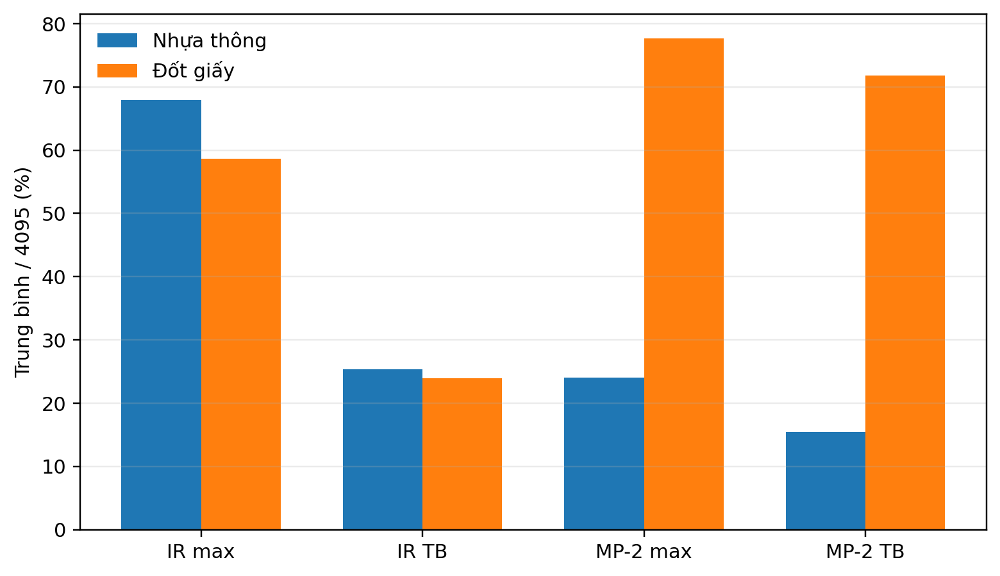 Nhựa thông
Đốt giấy
Trung bình / 4095 (%)
80
70
60
50
40
30
20
10
0
IR max
IR TB
MP-2 max
MP-2 TB